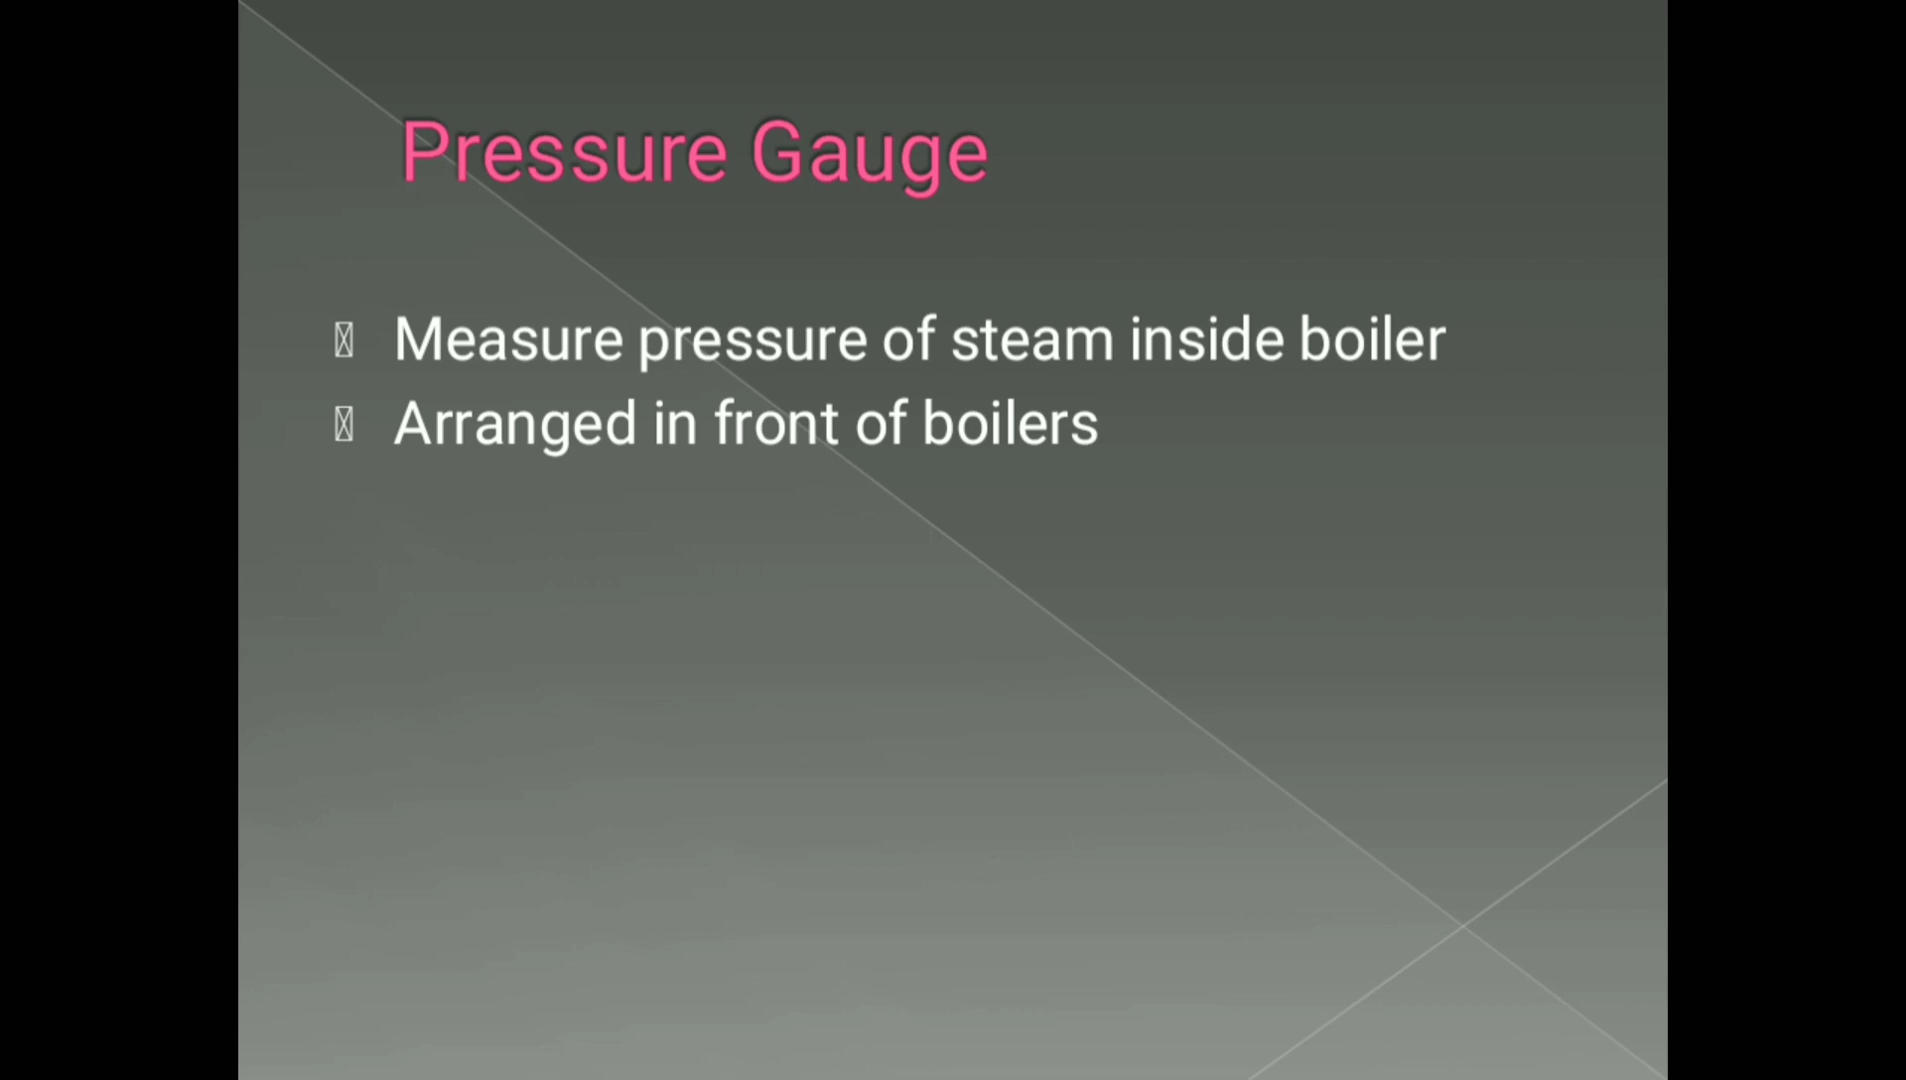 Pressure Gauge
Measure pressure of steam inside boiler
Arranged in front of boilers